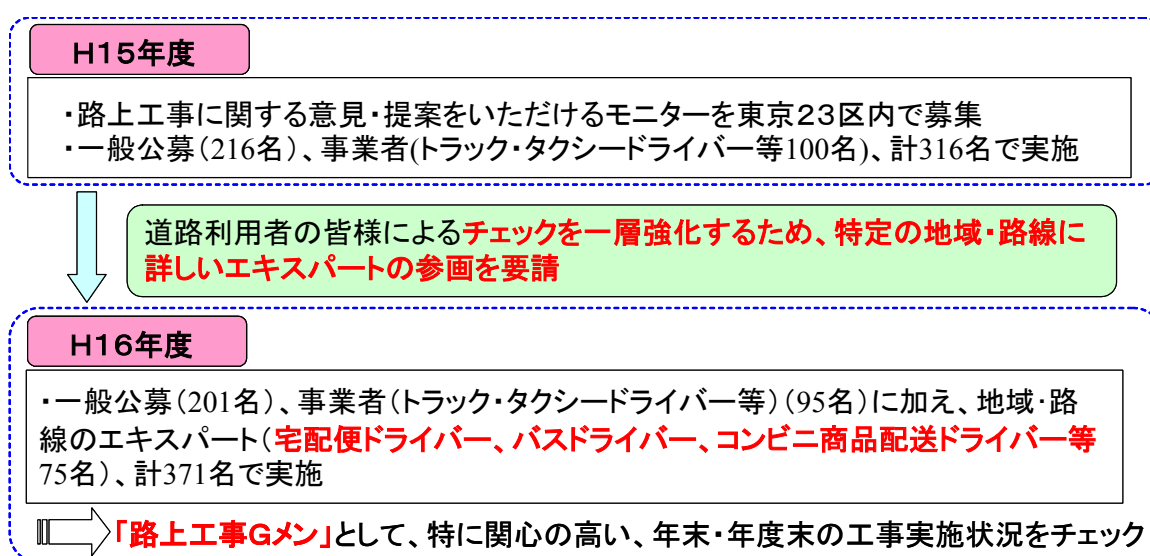 H15年度
・路上工事に関する意見・提案をいただけるモニターを東京23区内で募集
・一般公募（216名）、事業者(トラック・タクシードライバー等100名)、計316名で実施
道路利用者の皆様によるチェックを一層強化するため、特定の地域・路線に
詳しいエキスパートの参画を要請
H16年度
・一般公募（201名）、事業者（トラック・タクシードライバー等）（95名）に加え、地域・路
線のエキスパート（宅配便ドライバー、バスドライバー、コンビニ商品配送ドライバー等
75名）、計371名で実施
「路上工事Gメン」として、特に関心の高い、年末・年度末の工事実施状況をチェック